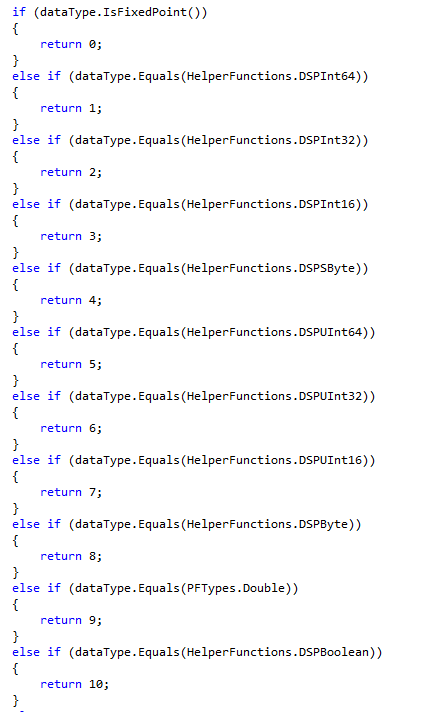 if (dataType.IsFixedPoint())
{
    return 0;
}
else if (dataType.Equals(HelperFunctions.DSPInt64))
{
    return 1;
}
else if (dataType.Equals(HelperFunctions.DSPInt32))
{
    return 2;
}
else if (dataType.Equals(HelperFunctions.DSPInt16))
{
    return 3;
}
else if (dataType.Equals(HelperFunctions.DSPSByte))
{
    return 4;
}
else if (dataType.Equals(HelperFunctions.DSPUInt64))
{
    return 5;
}
else if (dataType.Equals(HelperFunctions.DSPUInt32))
{
    return 6;
}
else if (dataType.Equals(HelperFunctions.DSPUInt16))
{
    return 7;
}
else if (dataType.Equals(HelperFunctions.DSPByte))
{
    return 8;
}
else if (dataType.Equals(PFTypes.Double))
{
    return 9;
}
else if (dataType.Equals(HelperFunctions.DSPBoolean))
{
    return 10;
}